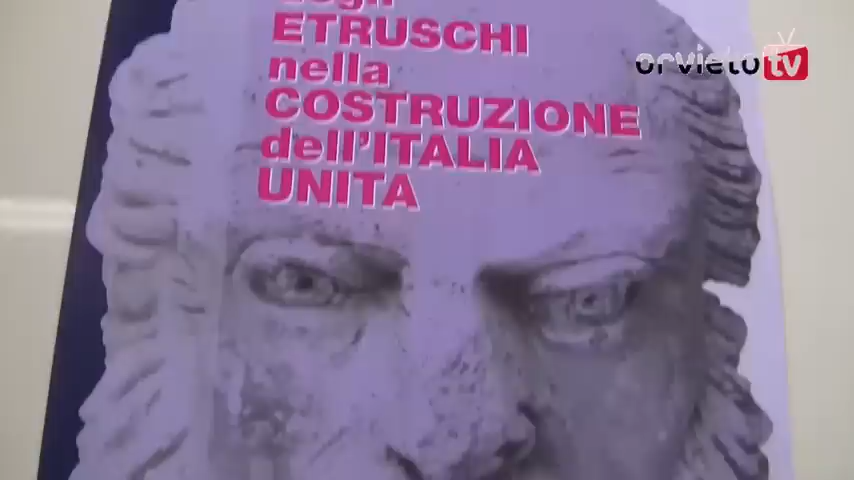 ETRUSCHI
nella
COSTRUZIONE
dell'ITALIA
UNITA
orvieto tv